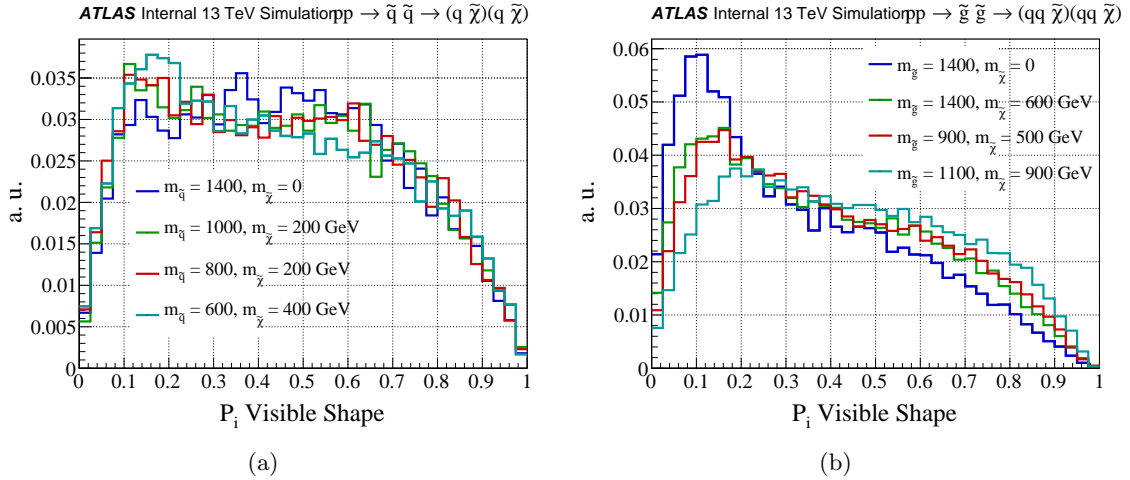 ATLAS Internal 13 TeV Simulation pp → q̃ q̃ → (q χ̃)(q χ̃)
0.035
0.03
0.025
0.02
0.015
0.01
0.005
0
a. u.
m_q̃ = 1400, m_χ̃ = 0
m_q̃ = 1000, m_χ̃ = 200 GeV
m_q̃ = 800, m_χ̃ = 200 GeV
m_q̃ = 600, m_χ̃ = 400 GeV
0 0.1 0.2 0.3 0.4 0.5 0.6 0.7 0.8 0.9 1
P_i Visible Shape
(a)
ATLAS Internal 13 TeV Simulation pp → g̃ g̃ → (qq χ̃)(qq χ̃)
0.06
0.05
0.04
0.03
0.02
0.01
0
a. u.
m_g̃ = 1400, m_χ̃ = 0
m_g̃ = 1400, m_χ̃ = 600 GeV
m_g̃ = 900, m_χ̃ = 500 GeV
m_g̃ = 1100, m_χ̃ = 900 GeV
0 0.1 0.2 0.3 0.4 0.5 0.6 0.7 0.8 0.9 1
P_i Visible Shape
(b)